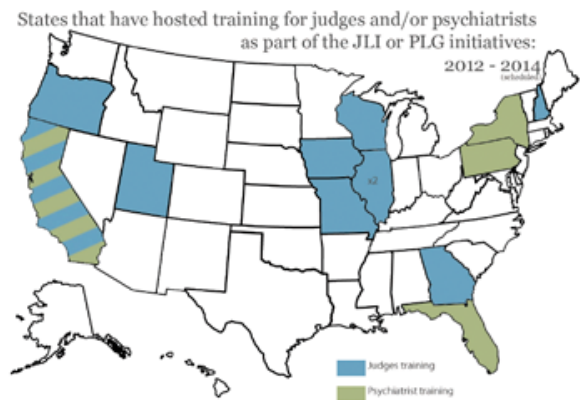 States that have hosted training for judges and/or psychiatrists
as part of the JLI or PLG initiatives:
2012 - 2014
(scheduled)
x2
Judges training
Psychiatrist training